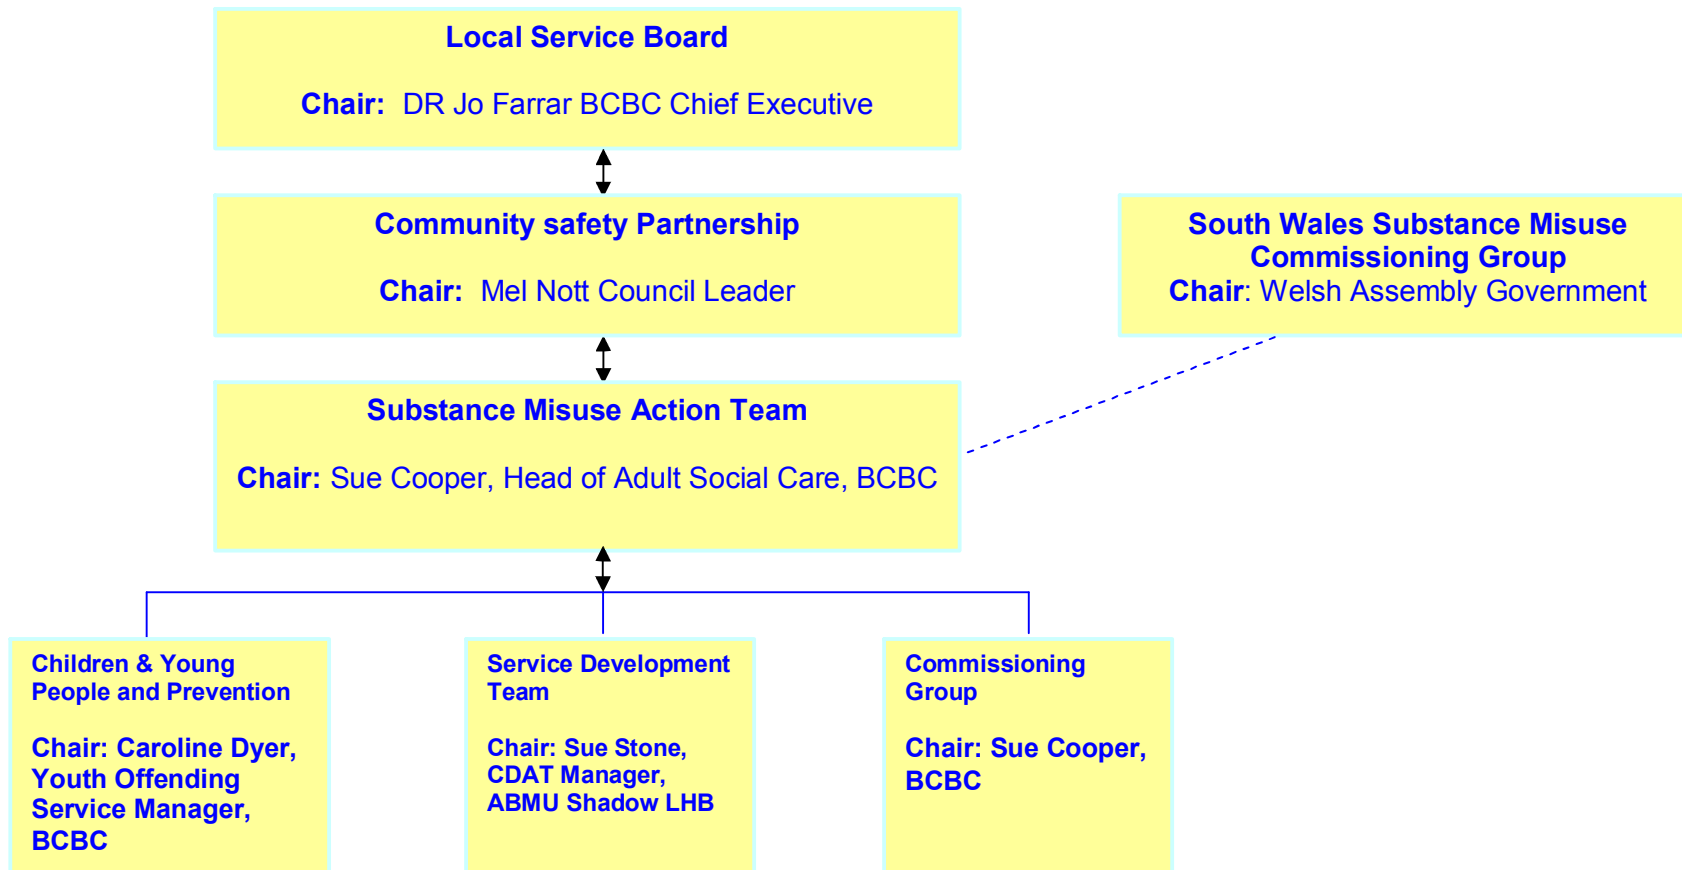 Local Service Board
Chair: DR Jo Farrar BCBC Chief Executive
Community safety Partnership
Chair: Mel Nott Council Leader
South Wales Substance Misuse
Commissioning Group
Chair: Welsh Assembly Government
Substance Misuse Action Team
Chair: Sue Cooper, Head of Adult Social Care, BCBC
Children & Young
People and Prevention
Chair: Caroline Dyer,
Youth Offending
Service Manager,
BCBC
Service Development
Team
Chair: Sue Stone,
CDAT Manager,
ABMU Shadow LHB
Commissioning
Group
Chair: Sue Cooper,
BCBC